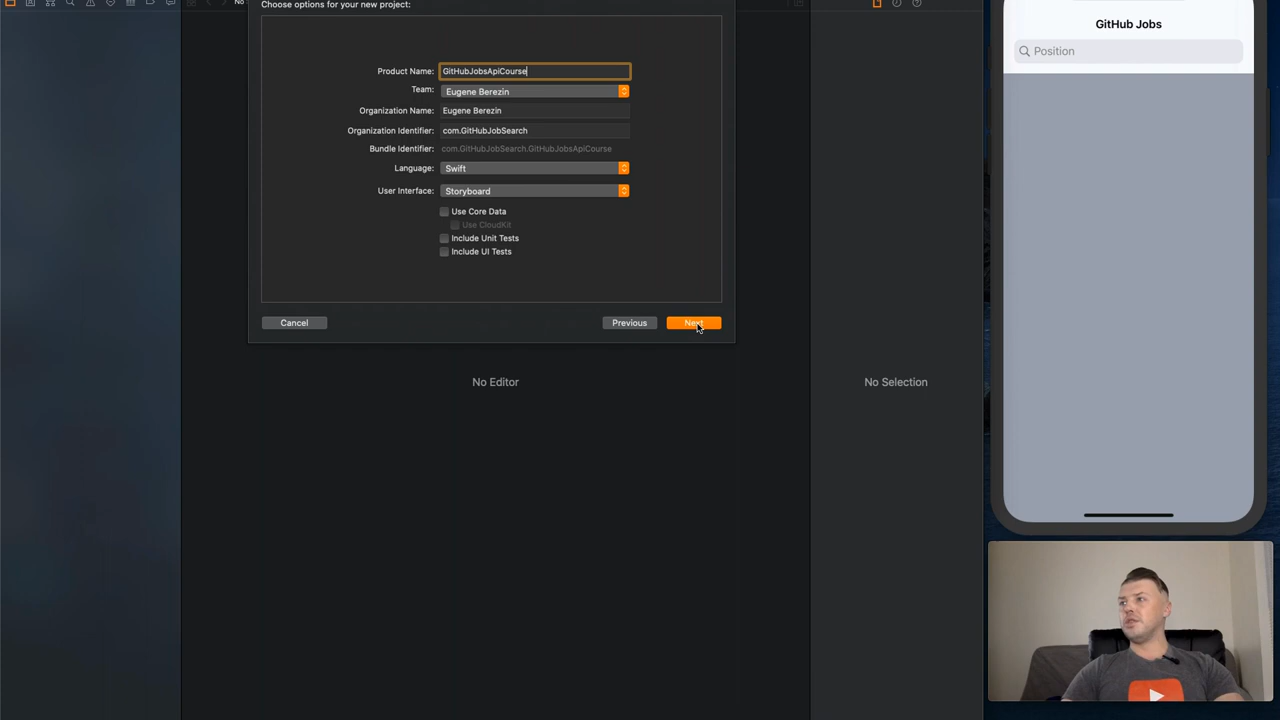 No
Choose options for your new project:
Product Name: GitHubJobsApiCourse
Team: Eugene Berezin
Organization Name: Eugene Berezin
Organization Identifier: com.GitHubJobSearch
Bundle Identifier: com.GitHubJobSearch.GitHubJobsApiCourse
Language: Swift
User Interface: Storyboard
Use Core Data
Use CloudKit
Include Unit Tests
Include UI Tests
Cancel
Previous
Next
No Editor
No Selection
GitHub Jobs
Position